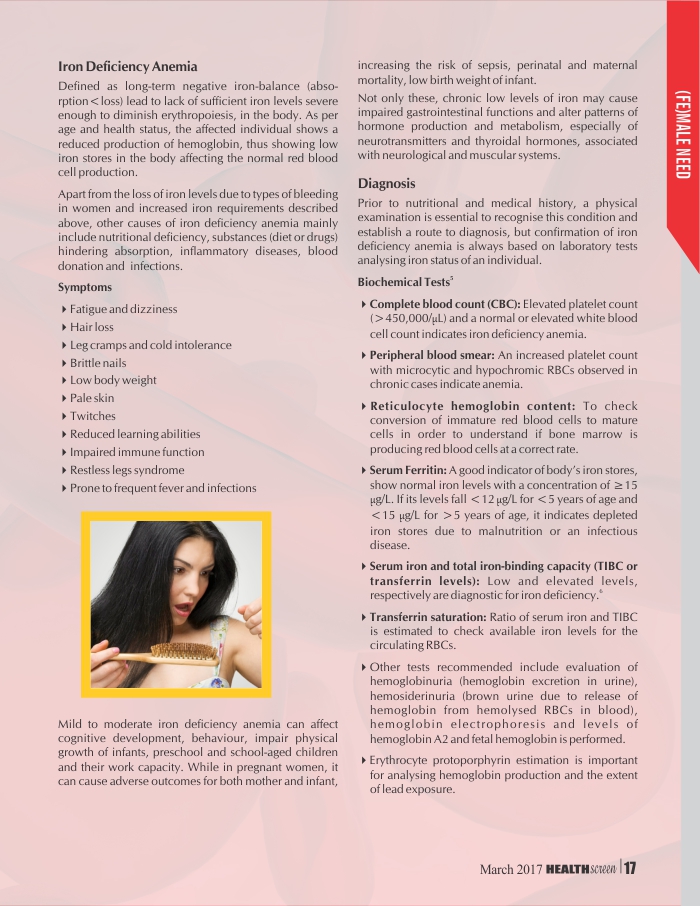 Iron Deficiency Anemia
Defined as long-term negative iron-balance (abso-
rption<loss) lead to lack of sufficient iron levels severe
enough to diminish erythropoiesis, in the body. As per
age and health status, the affected individual shows a
reduced production of hemoglobin, thus showing low
iron stores in the body affecting the normal red blood
cell production.
Apart from the loss of iron levels due to types of bleeding
in women and increased iron requirements described
above, other causes of iron deficiency anemia mainly
include nutritional deficiency, substances (diet or drugs)
hindering absorption, inflammatory diseases, blood
donation and infections.
Symptoms
Fatigue and dizziness
Hair loss
Leg cramps and cold intolerance
Brittle nails
Low body weight
Pale skin
Twitches
Reduced learning abilities
Impaired immune function
Restless legs syndrome
Prone to frequent fever and infections
Mild to moderate iron deficiency anemia can affect
cognitive development, behaviour, impair physical
growth of infants, preschool and school-aged children
and their work capacity. While in pregnant women, it
can cause adverse outcomes for both mother and infant,
increasing the risk of sepsis, perinatal and maternal
mortality, low birth weight of infant.
Not only these, chronic low levels of iron may cause
impaired gastrointestinal functions and alter patterns of
hormone production and metabolism, especially of
neurotransmitters and thyroidal hormones, associated
with neurological and muscular systems.
Diagnosis
Prior to nutritional and medical history, a physical
examination is essential to recognise this condition and
establish a route to diagnosis, but confirmation of iron
deficiency anemia is always based on laboratory tests
analysing iron status of an individual.
Biochemical Tests⁵
Complete blood count (CBC): Elevated platelet count
(>450,000/µL) and a normal or elevated white blood
cell count indicates iron deficiency anemia.
Peripheral blood smear: An increased platelet count
with microcytic and hypochromic RBCs observed in
chronic cases indicate anemia.
Reticulocyte hemoglobin content: To check
conversion of immature red blood cells to mature
cells in order to understand if bone marrow is
producing red blood cells at a correct rate.
Serum Ferritin: A good indicator of body's iron stores,
show normal iron levels with a concentration of ≥15
µg/L. If its levels fall <12 µg/L for <5 years of age and
<15 µg/L for >5 years of age, it indicates depleted
iron stores due to malnutrition or an infectious
disease.
Serum iron and total iron-binding capacity (TIBC or
transferrin levels): Low and elevated levels,
respectively are diagnostic for iron deficiency.⁶
Transferrin saturation: Ratio of serum iron and TIBC
is estimated to check available iron levels for the
circulating RBCs.
Other tests recommended include evaluation of
hemoglobinuria (hemoglobin excretion in urine),
hemosiderinuria (brown urine due to release of
hemoglobin from hemolysed RBCs in blood),
hemoglobin electrophoresis and levels of
hemoglobin A2 and fetal hemoglobin is performed.
Erythrocyte protoporphyrin estimation is important
for analysing hemoglobin production and the extent
of lead exposure.
(FE)MALE NEED
March 2017 HEALTHscreen | 17